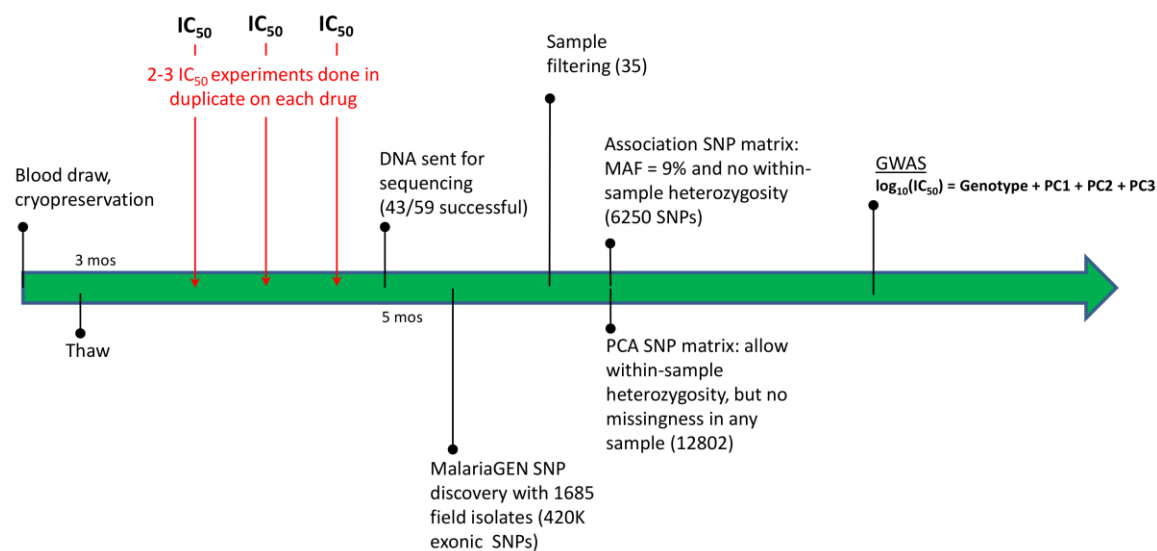 IC50 IC50 IC50
2-3 IC50 experiments done in
duplicate on each drug
Blood draw,
cryopreservation
3 mos
Thaw
DNA sent for
sequencing
(43/59 successful)
5 mos
MalariaGEN SNP
discovery with 1685
field isolates (420K
exonic SNPs)
Sample
filtering (35)
Association SNP matrix:
MAF = 9% and no within-
sample heterozygosity
(6250 SNPs)
PCA SNP matrix: allow
within-sample
heterozygosity, but no
missingness in any
sample (12802)
GWAS
log10(IC50) = Genotype + PC1 + PC2 + PC3